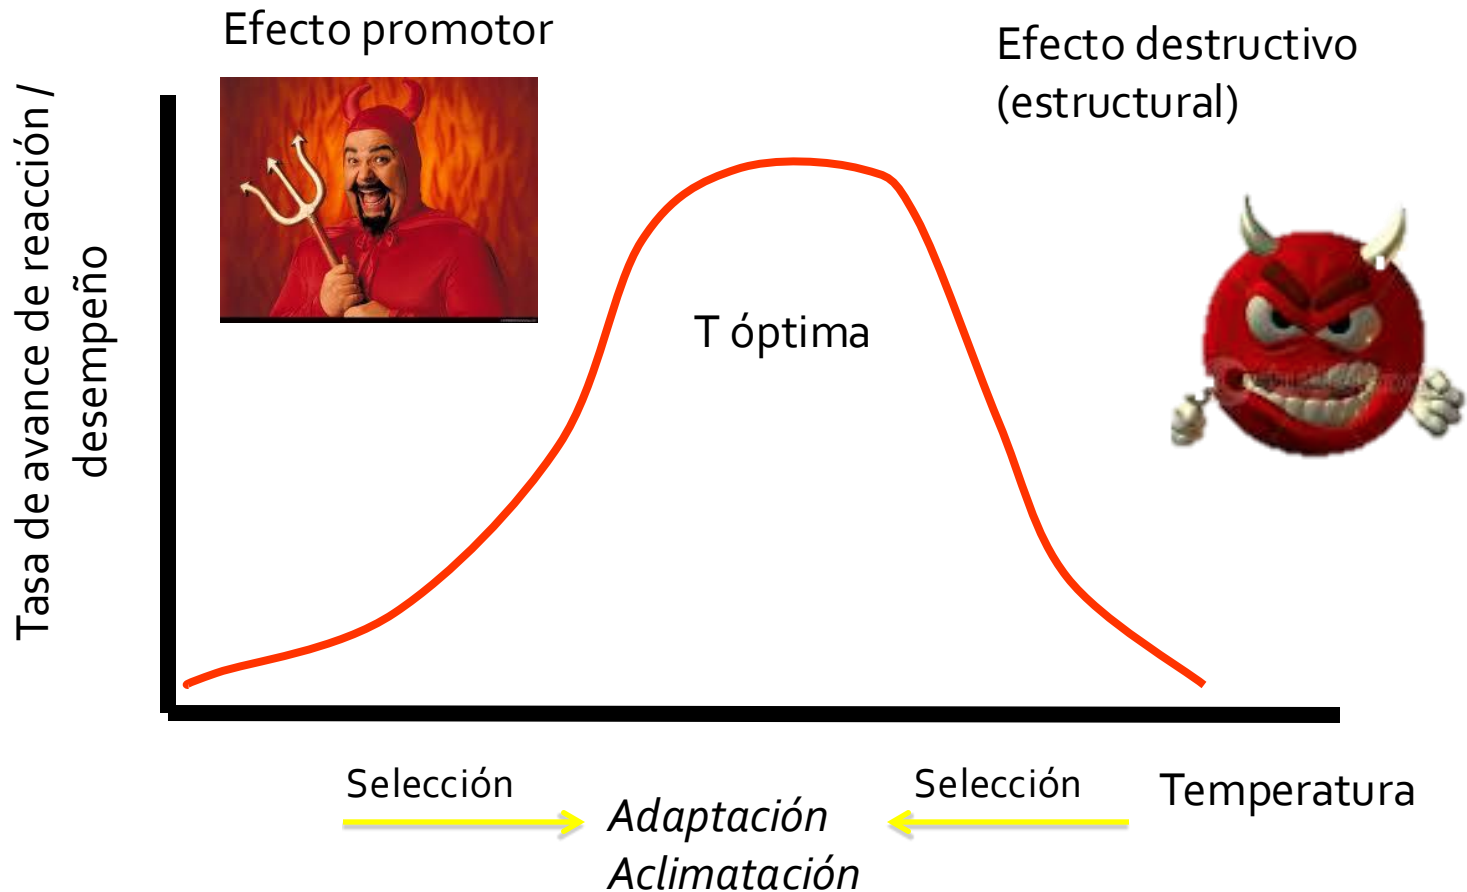 Efecto promotor
Efecto destructivo
(estructural)
Tasa de avance de reacción /
desempeño
T óptima
Selección
Selección
Temperatura
Adaptación
Aclimatación